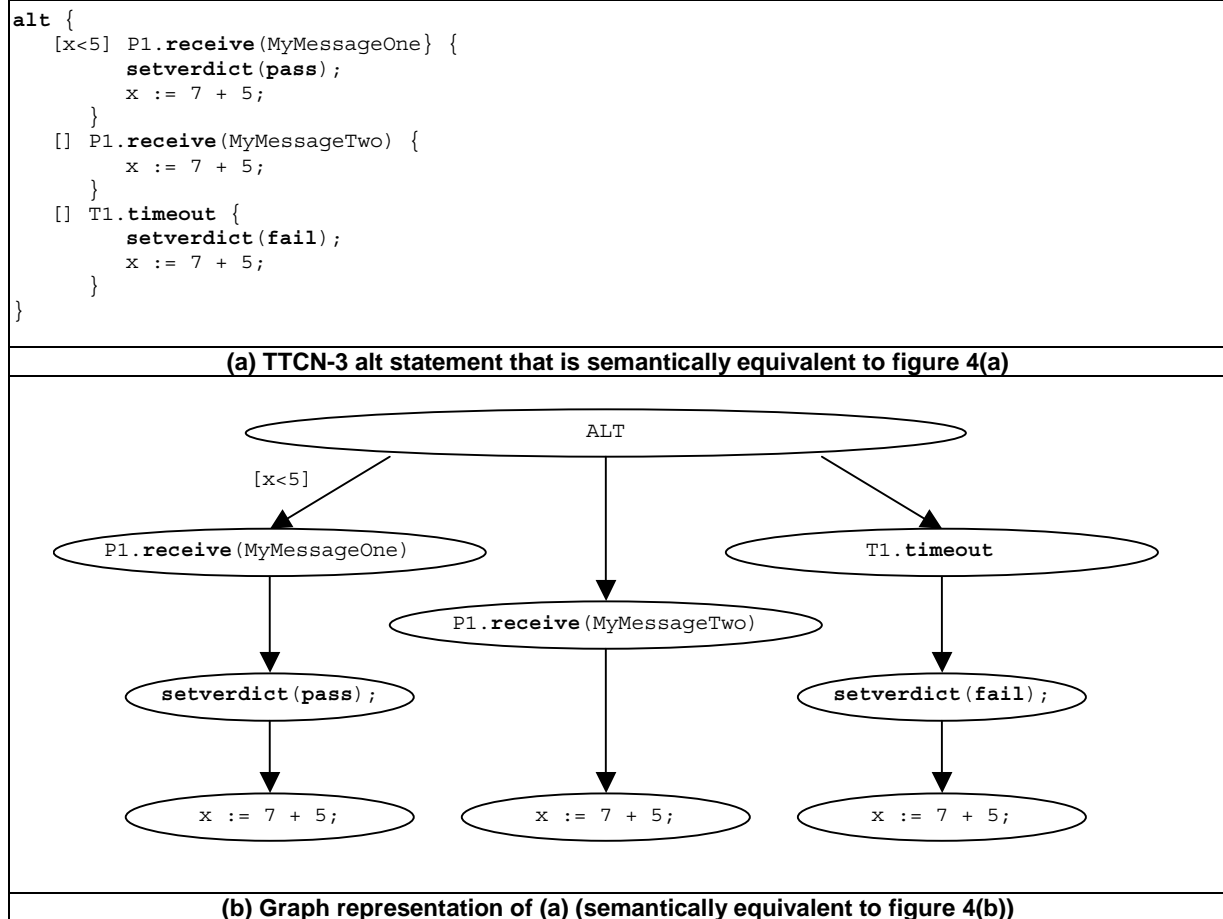 alt {
[x<5] P1.receive(MyMessageOne} {
setverdict(pass);
x := 7 + 5;
}
[] P1.receive(MyMessageTwo) {
x := 7 + 5;
}
[] T1.timeout {
setverdict(fail);
x := 7 + 5;
}
}
(a) TTCN-3 alt statement that is semantically equivalent to figure 4(a)
ALT
[x<5]
P1.receive(MyMessageOne)
T1.timeout
P1.receive(MyMessageTwo)
setverdict(pass);
setverdict(fail);
x := 7 + 5;
x := 7 + 5;
x := 7 + 5;
(b) Graph representation of (a) (semantically equivalent to figure 4(b))